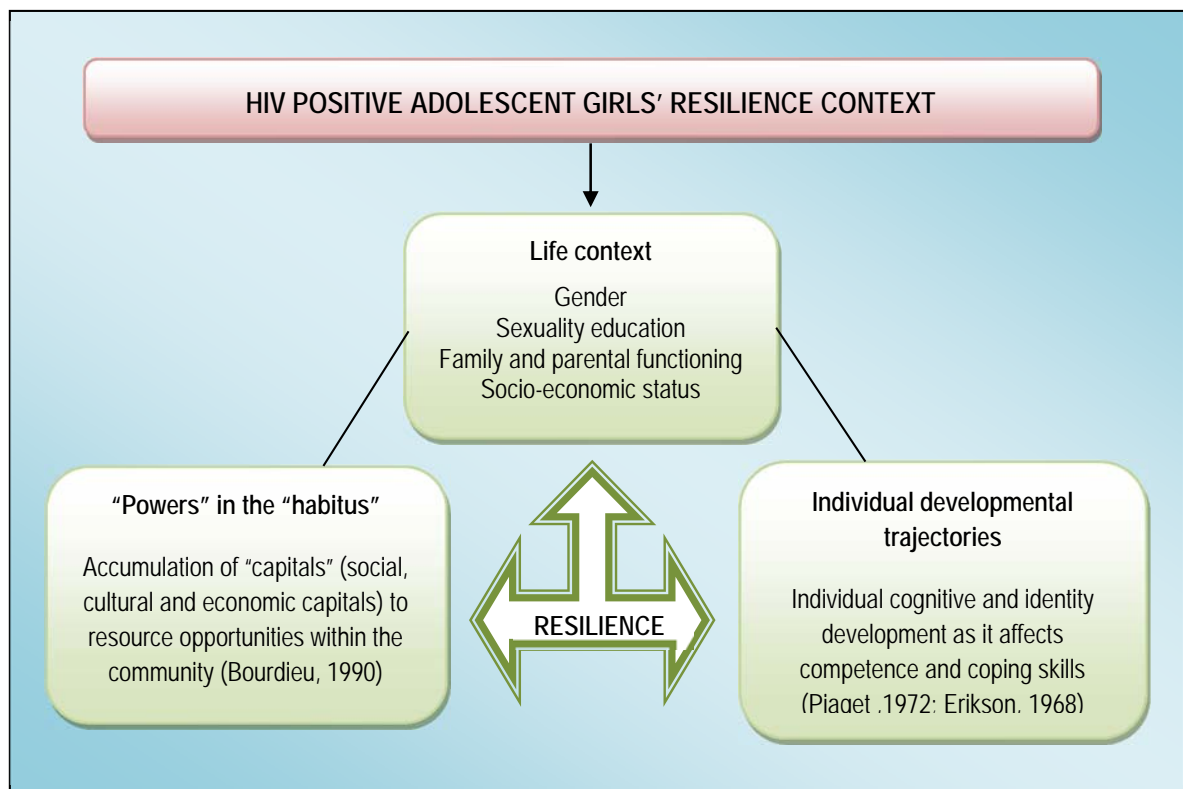 HIV POSITIVE ADOLESCENT GIRLS’ RESILIENCE CONTEXT
Life context
Gender
Sexuality education
Family and parental functioning
Socio-economic status
“Powers” in the “habitus”
Accumulation of “capitals” (social,
cultural and economic capitals) to
resource opportunities within the
community (Bourdieu, 1990)
RESILIENCE
Individual developmental
trajectories
Individual cognitive and identity
development as it affects
competence and coping skills
(Piaget ,1972; Erikson, 1968)